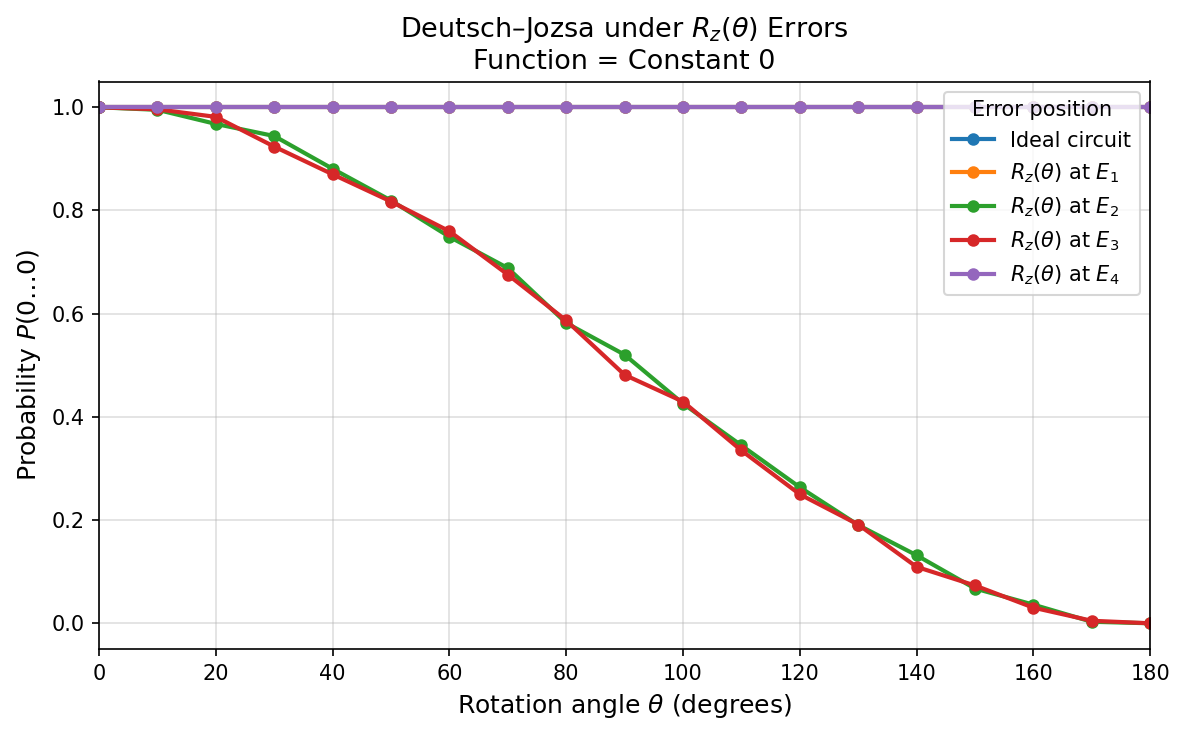 Deutsch–Jozsa under $R_z(\theta)$ Errors
Function = Constant 0
Probability $P(0...0)$
1.0
0.8
0.6
0.4
0.2
0.0
Error position
Ideal circuit
$R_z(\theta)$ at $E_1$
$R_z(\theta)$ at $E_2$
$R_z(\theta)$ at $E_3$
$R_z(\theta)$ at $E_4$
0 20 40 60 80 100 120 140 160 180
Rotation angle $\theta$ (degrees)